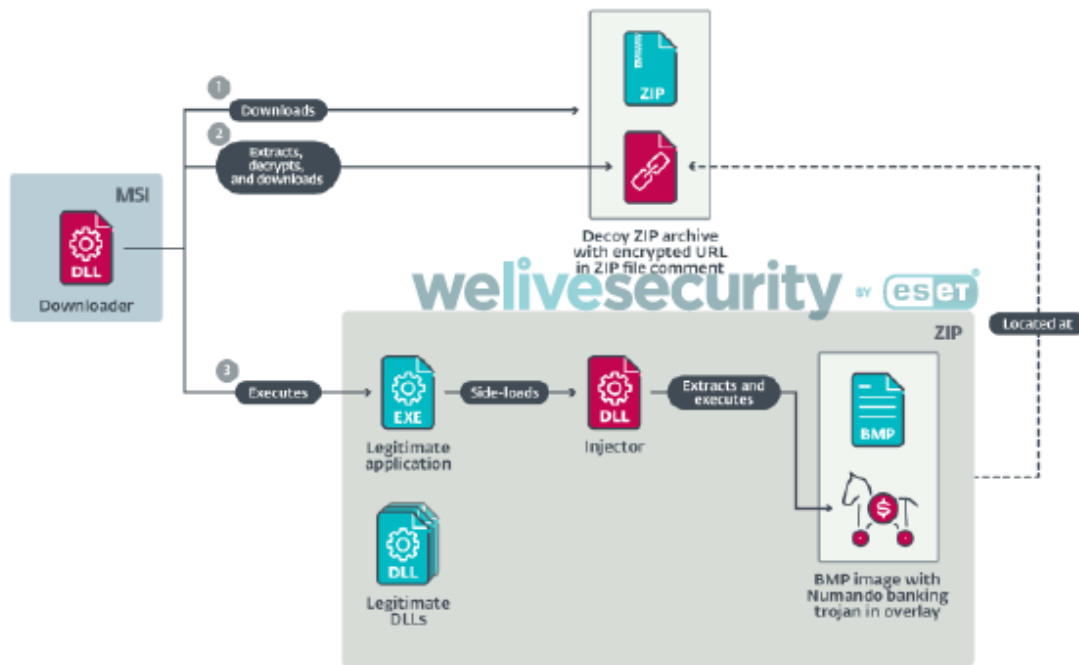 1
Downloads
2
Extracts,
decrypts,
and downloads
ZIP
MSI
DLL
Downloader
Decoy ZIP archive
with encrypted URL
in ZIP file comment
welivesecurity BY eset®
Located at
ZIP
3
Executes
EXE
Side-loads
DLL
Extracts and
executes
BMP
Legitimate
application
Injector
DLL
Legitimate
DLLs
$
BMP image with
Numando banking
trojan in overlay